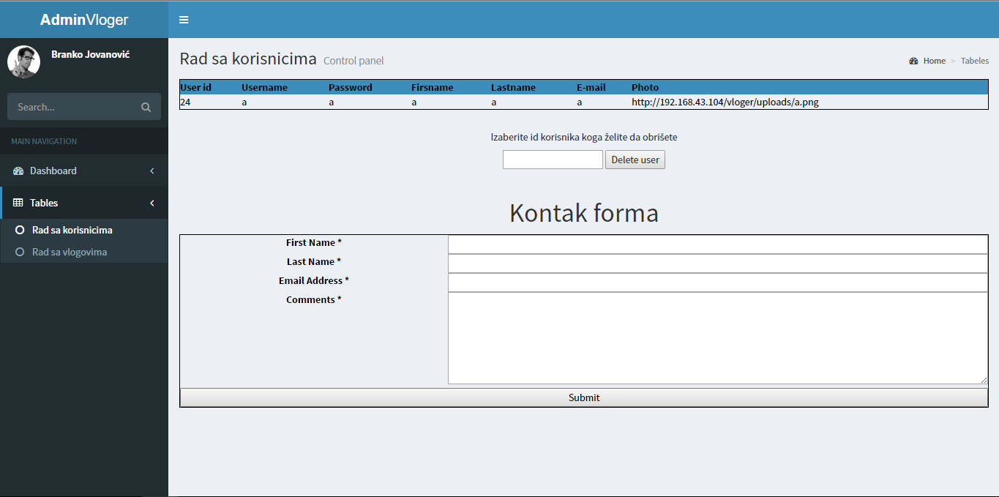 AdminVloger
Branko Jovanović
Search...
MAIN NAVIGATION
Dashboard
Tables
Rad sa korisnicima
Rad sa vlogovima
Rad sa korisnicima Control panel
Home > Tabeles
User id Username Password Firsname Lastname E-mail Photo
24 a a a a a http://192.168.43.104/vloger/uploads/a.png
Izaberite id korisnika koga želite da obrišete
Delete user
Kontak forma
First Name *
Last Name *
Email Address *
Comments *
Submit